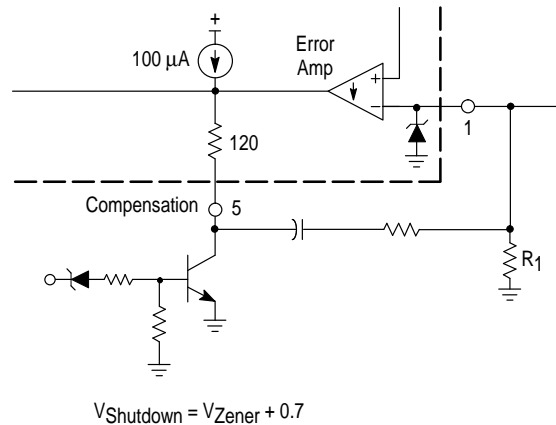 +
100 µA
Error
Amp
+
−
1
120
Compensation
5
R1
VShutdown = VZener + 0.7